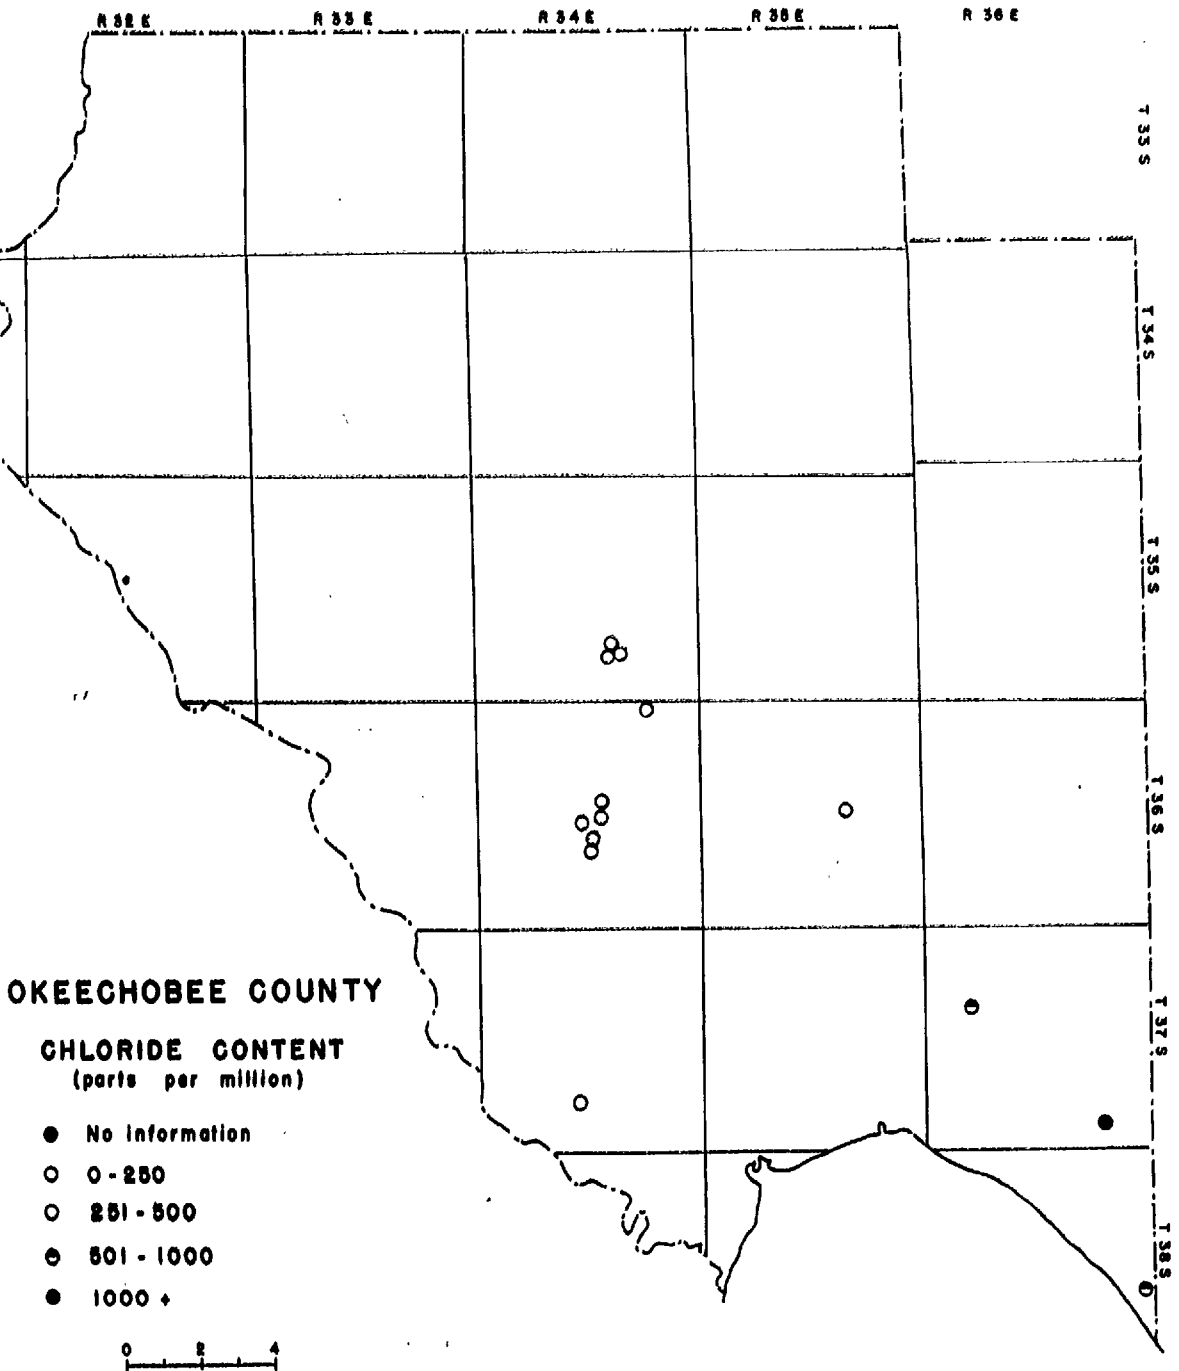 R 32 E R 33 E R 34 E R 35 E R 36 E
T 33 S
T 34 S
T 35 S
T 36 S
T 37 S
T 38 S
OKEECHOBEE COUNTY
CHLORIDE CONTENT
(parts per million)
No information
0 - 250
251 - 500
501 - 1000
1000 +
0 2 4